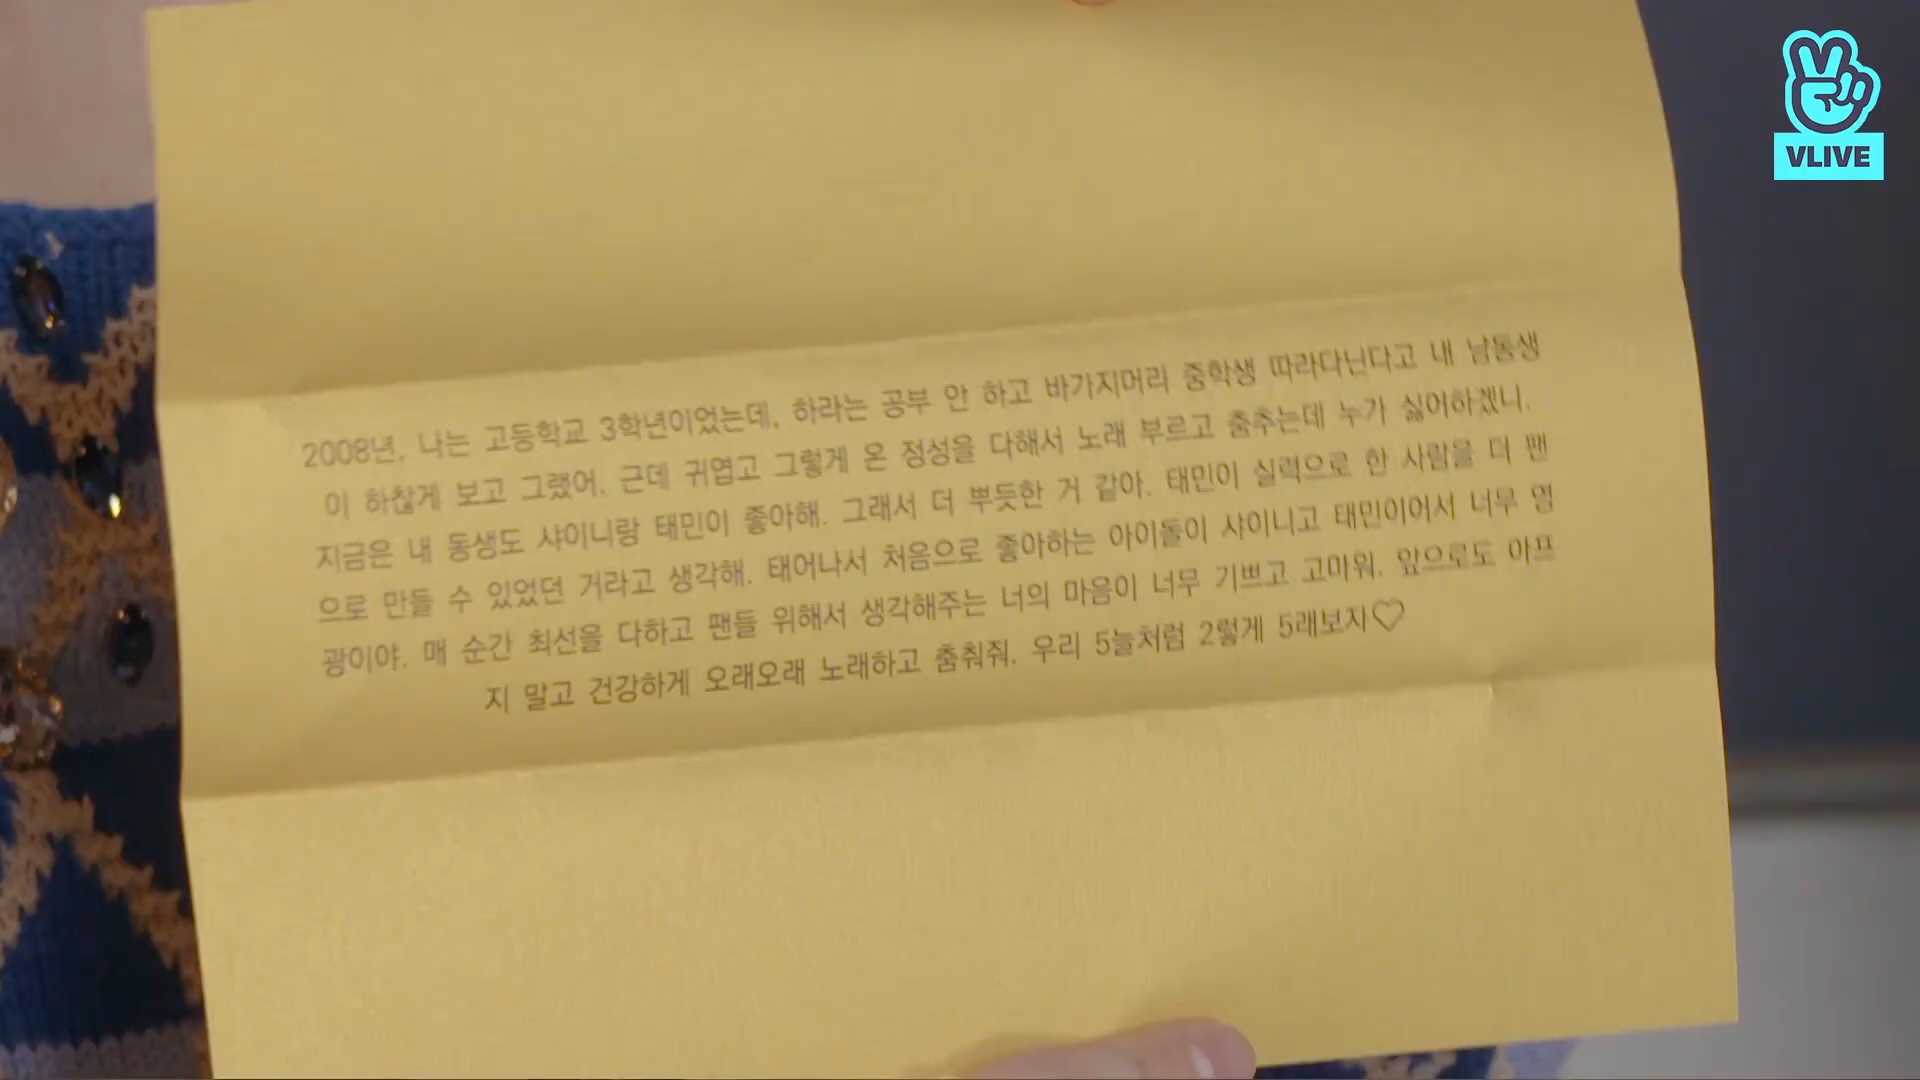 2008년, 나는 고등학교 3학년이었는데, 하라는 공부 안 하고 바가지머리 중학생 따라다닌다고 내 남동생
이 하찮게 보고 그랬어. 근데 귀엽고 그렇게 온 정성을 다해서 노래 부르고 춤추는데 누가 싫어하겠니.
지금은 내 동생도 샤이니랑 태민이 좋아해. 그래서 더 뿌듯한 거 같아. 태민이 실력으로 한 사람을 더 팬
으로 만들 수 있었던 거라고 생각해. 태어나서 처음으로 좋아하는 아이돌이 샤이니고 태민이어서 너무 영
광이야. 매 순간 최선을 다하고 팬들 위해서 생각해주는 너의 마음이 너무 기쁘고 고마워. 앞으로도 아프
지 말고 건강하게 오래오래 노래하고 춤춰줘. 우리 5늘처럼 2렇게 5래보자♡
VLIVE